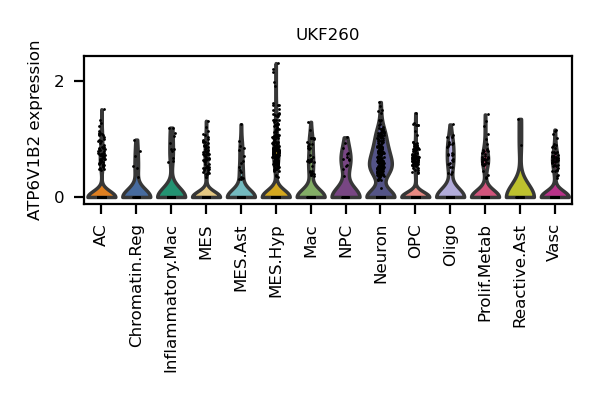 UKF260
ATP6V1B2 expression
2
0
AC
Chromatin.Reg
Inflammatory.Mac
MES
MES.Ast
MES.Hyp
Mac
NPC
Neuron
OPC
Oligo
Prolif.Metab
Reactive.Ast
Vasc